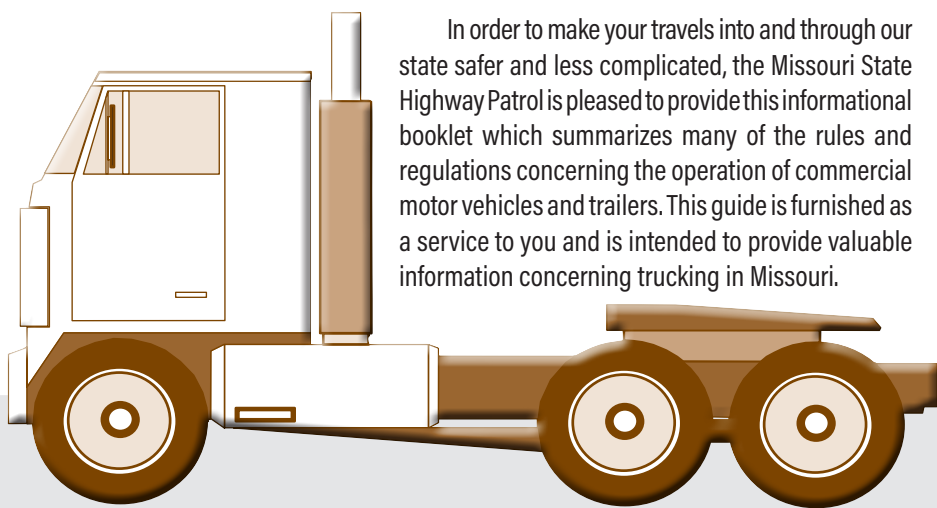 In order to make your travels into and through our
state safer and less complicated, the Missouri State
Highway Patrol is pleased to provide this informational
booklet which summarizes many of the rules and
regulations concerning the operation of commercial
motor vehicles and trailers. This guide is furnished as
a service to you and is intended to provide valuable
information concerning trucking in Missouri.